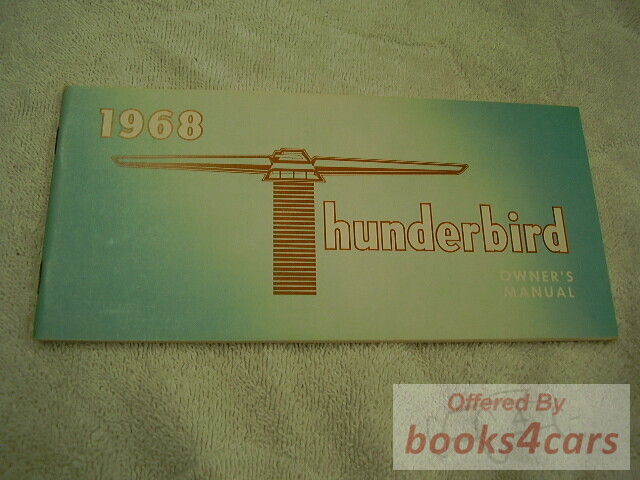 1968
Thunderbird
OWNER'S
MANUAL
Offered By
books4cars